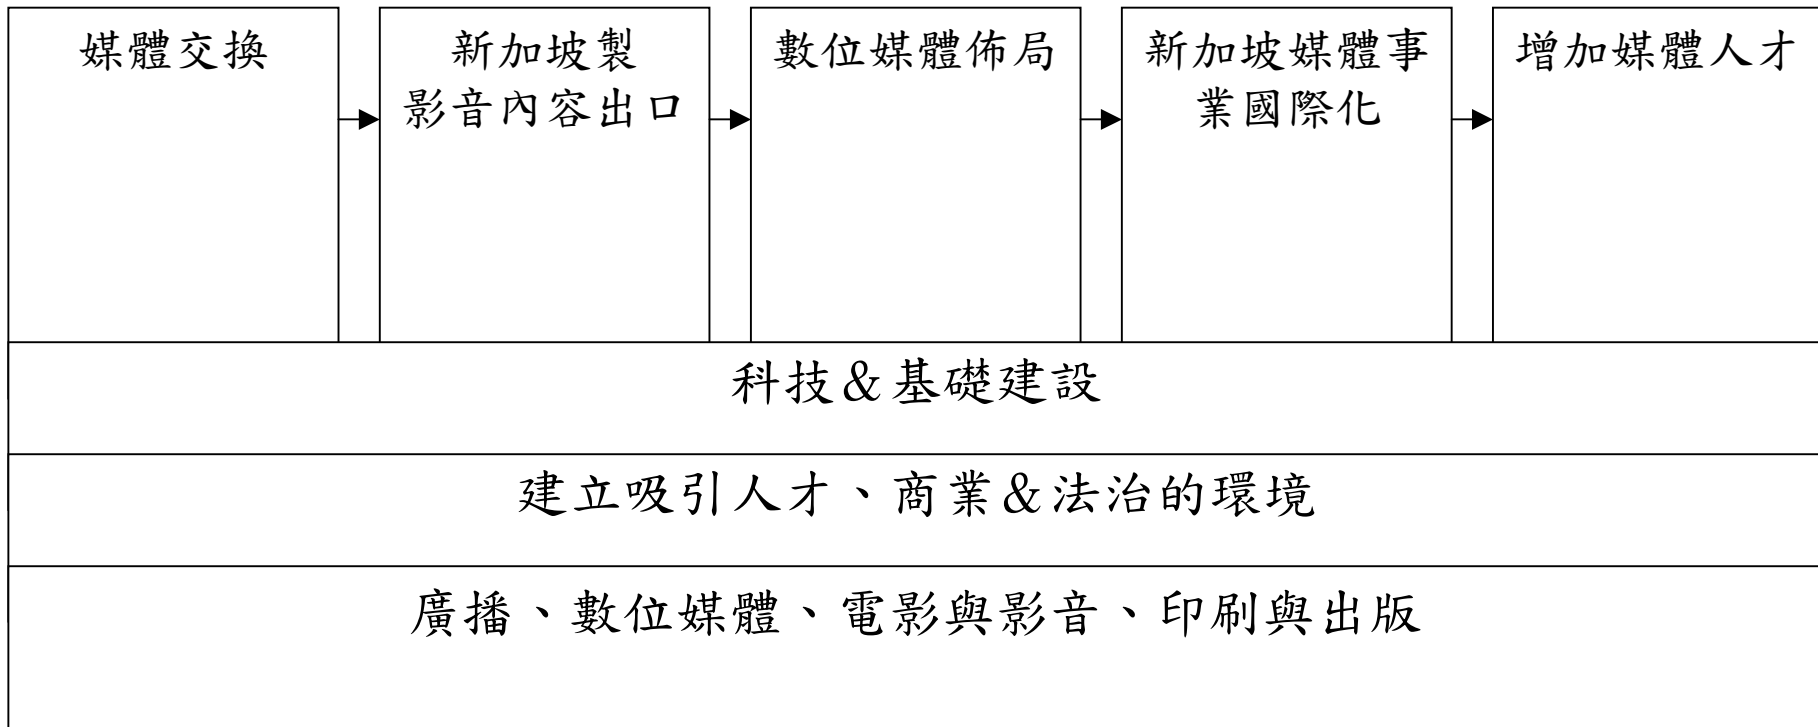 媒體交換
新加坡製
影音內容出口
數位媒體佈局
新加坡媒體事
業國際化
增加媒體人才
科技&基礎建設
建立吸引人才、商業&法治的環境
廣播、數位媒體、電影與影音、印刷與出版